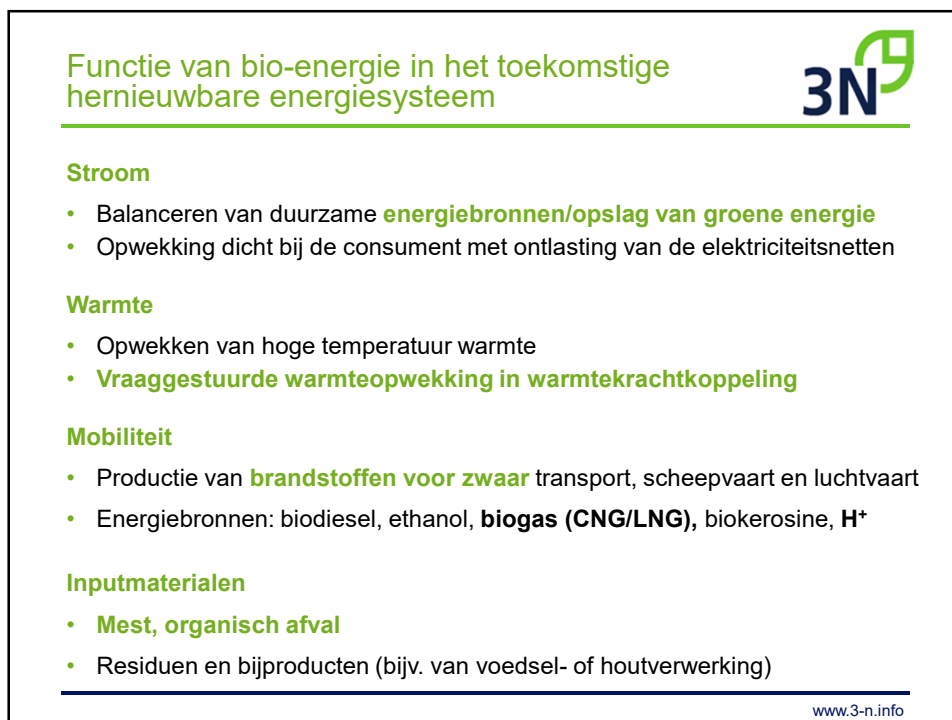 Functie van bio-energie in het toekomstige
hernieuwbare energiesysteem
3N
Stroom
• Balanceren van duurzame energiebronnen/opslag van groene energie
• Opwekking dicht bij de consument met ontlasting van de elektriciteitsnetten
Warmte
• Opwekken van hoge temperatuur warmte
• Vraaggestuurde warmteopwekking in warmtekrachtkoppeling
Mobiliteit
• Productie van brandstoffen voor zwaar transport, scheepvaart en luchtvaart
• Energiebronnen: biodiesel, ethanol, biogas (CNG/LNG), biokerosine, H⁺
Inputmaterialen
• Mest, organisch afval
• Residuen en bijproducten (bijv. van voedsel- of houtverwerking)
www.3-n.info